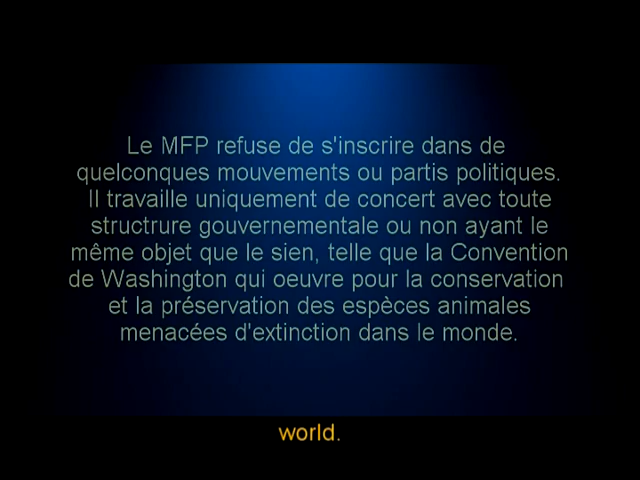 Le MFP refuse de s'inscrire dans de
quelconques mouvements ou partis politiques.
Il travaille uniquement de concert avec toute
structrure gouvernementale ou non ayant le
même objet que le sien, telle que la Convention
de Washington qui oeuvre pour la conservation
et la préservation des espèces animales
menacées d'extinction dans le monde.
world.